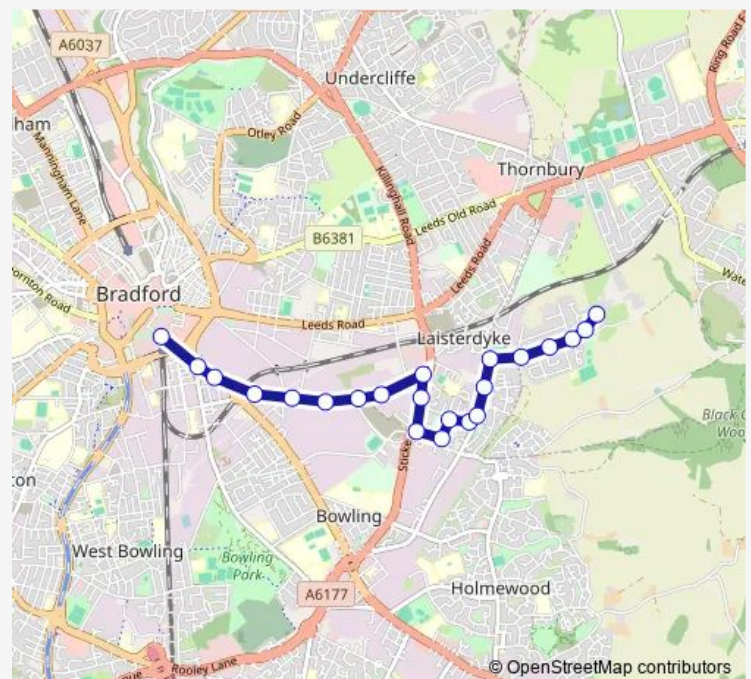 A6037
Undercliffe
Ring Road
ham
Otley Road
Manningham Lane
Killinghall Road
Thornbury
B6381
Leeds Old Road
Leeds Road
Bradford
ornton Road
Wate
Leeds Road
Laisterdyke
Black C
Woo
Sticke
ton
Bowling
West Bowling
Bowling
Park
Holmewood
A6177
Rooley Lane
© OpenStreetMap contributors